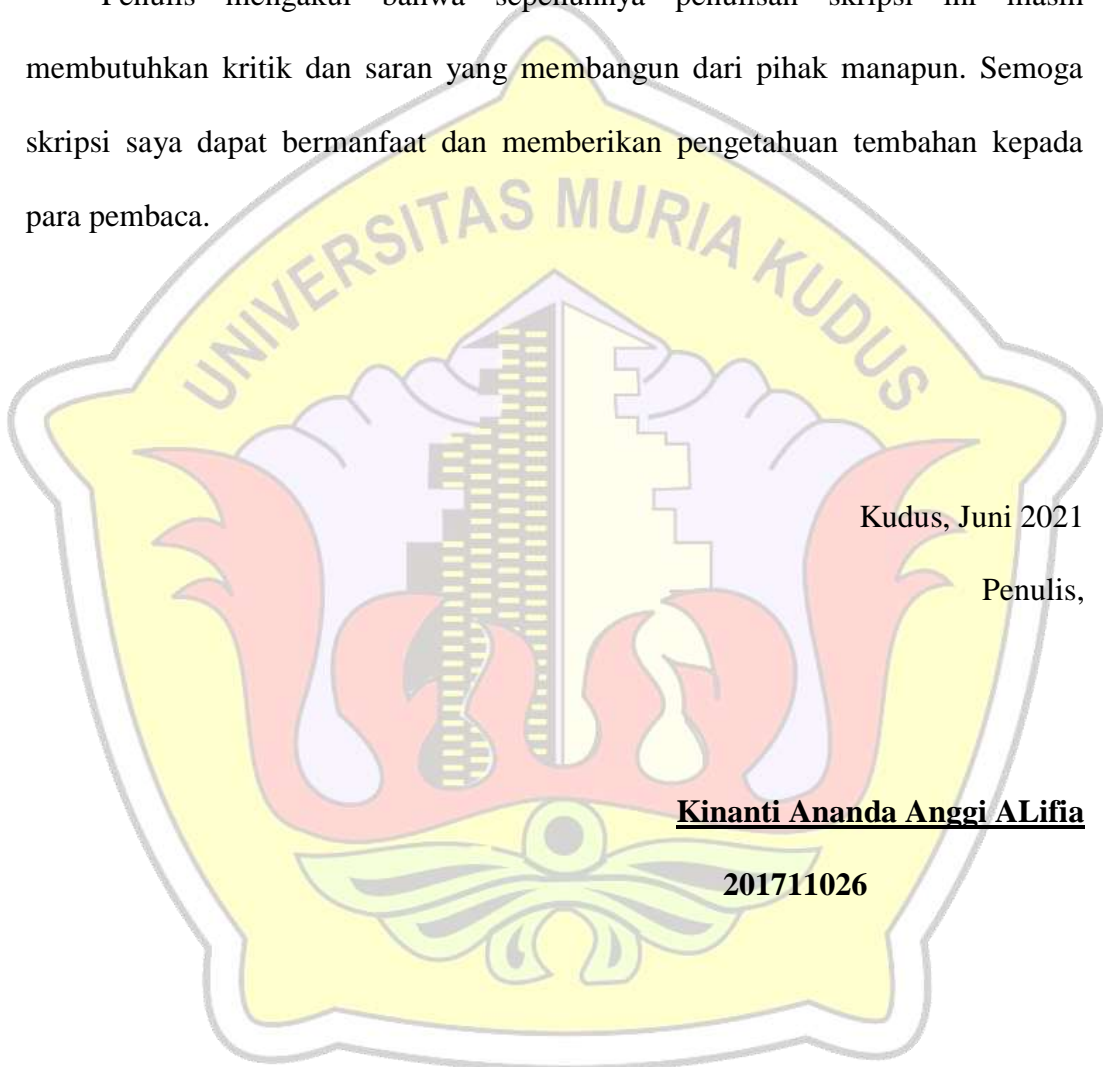 Penulis mengakui bahwa sepenuhnya penulisan skripsi ini masih
membutuhkan kritik dan saran yang membangun dari pihak manapun. Semoga
skripsi saya dapat bermanfaat dan memberikan pengetahuan tembahan kepada
para pembaca.
UNIVERSITAS MURIA KUDUS
Kudus, Juni 2021
Penulis,
Kinanti Ananda Anggi ALifia
201711026